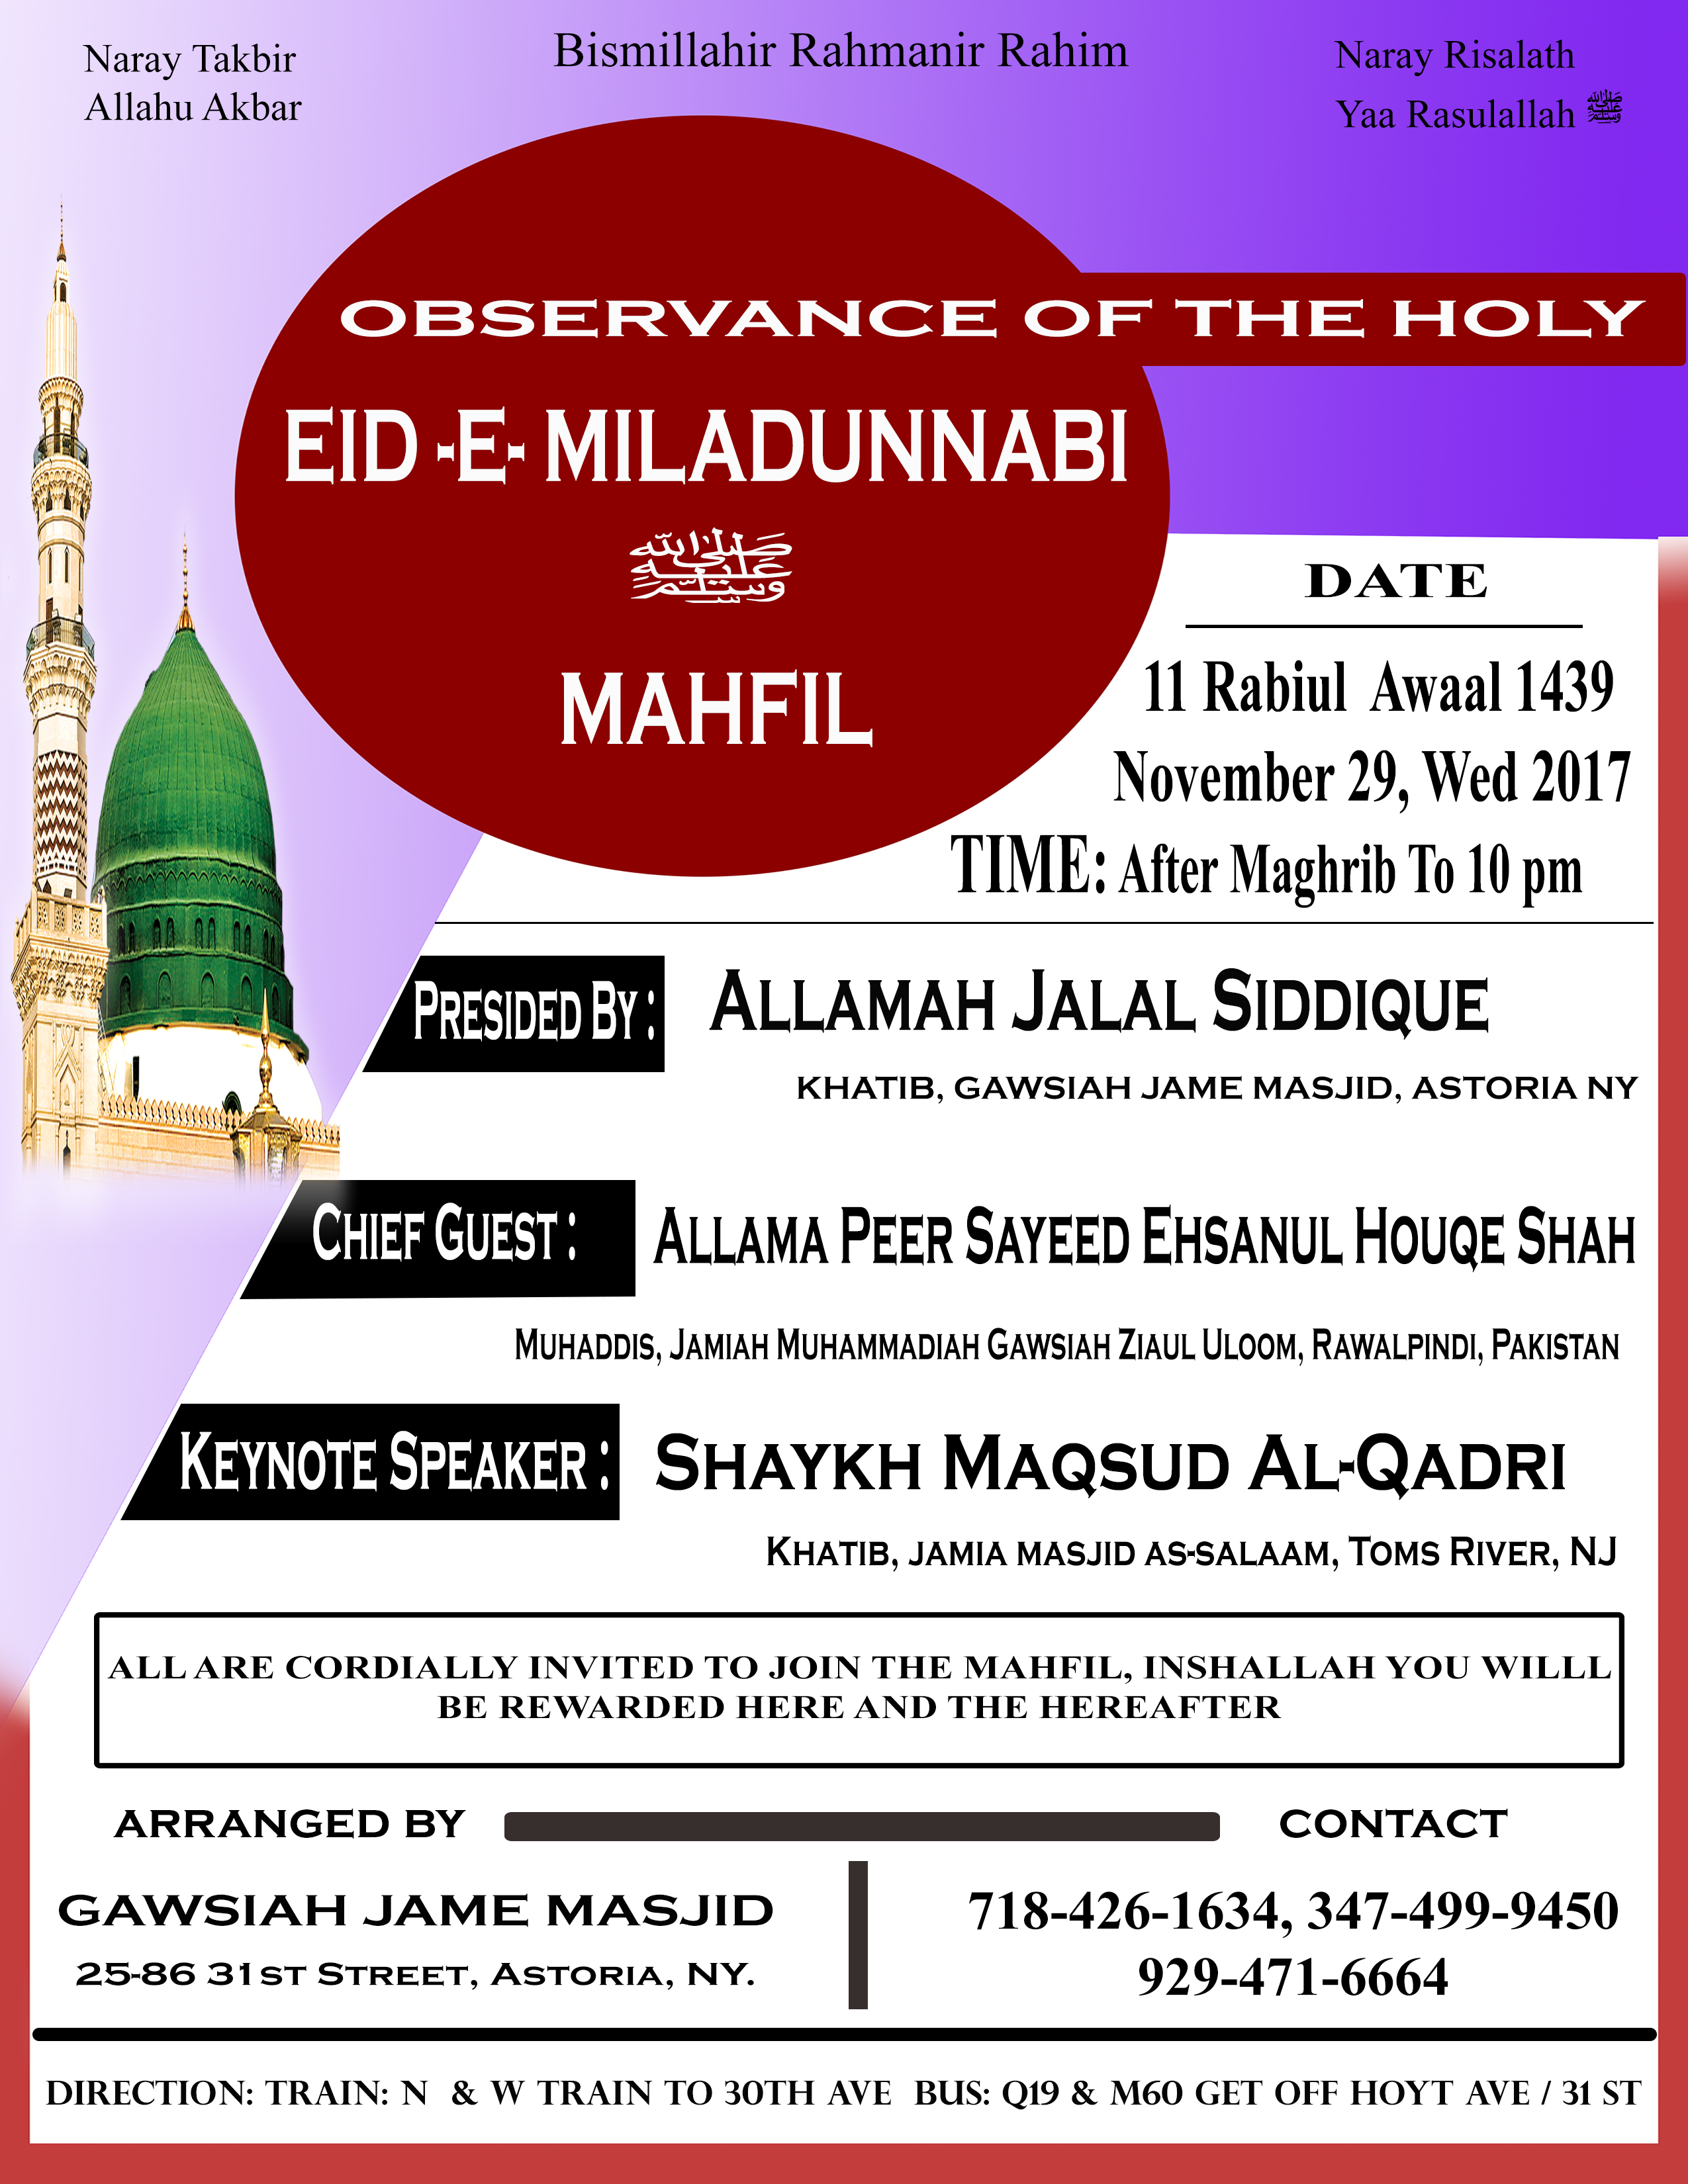 Naray Takbir
Allahu Akbar
Bismillahir Rahmanir Rahim
Naray Risalath
Yaa Rasulallah ﷺ
OBSERVANCE OF THE HOLY
EID -E- MILADUNNABI
صلى الله عليه وسلم
MAHFIL
DATE
11 Rabiul Awaal 1439
November 29, Wed 2017
TIME: After Maghrib To 10 pm
PRESIDED BY : ALLAMAH JALAL SIDDIQUE
KHATIB, GAWSIAH JAME MASJID, ASTORIA NY
CHIEF GUEST : ALLAMA PEER SAYEED EHSANUL HOUQE SHAH
MUHADDIS, JAMIAH MUHAMMADIAH GAWSIAH ZIAUL ULOOM, RAWALPINDI, PAKISTAN
KEYNOTE SPEAKER : SHAYKH MAQSUD AL-QADRI
KHATIB, JAMIA MASJID AS-SALAAM, TOMS RIVER, NJ
ALL ARE CORDIALLY INVITED TO JOIN THE MAHFIL, INSHALLAH YOU WILLL
BE REWARDED HERE AND THE HEREAFTER
ARRANGED BY
GAWSIAH JAME MASJID
25-86 31ST STREET, ASTORIA, NY.
CONTACT
718-426-1634, 347-499-9450
929-471-6664
DIRECTION: TRAIN: N & W TRAIN TO 30TH AVE BUS: Q19 & M60 GET OFF HOYT AVE / 31 ST